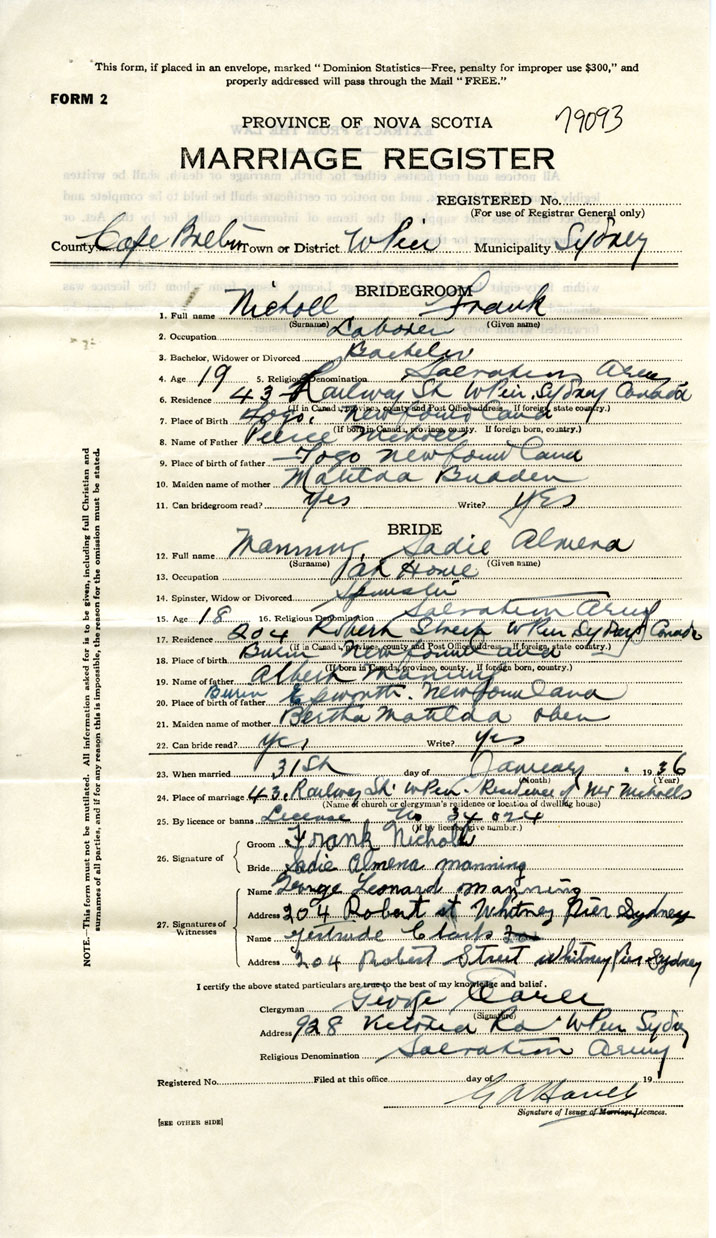 This form, if placed in an envelope, marked "Dominion Statistics—Free, penalty for improper use $300," and
properly addressed will pass through the Mail "FREE."
FORM 2
PROVINCE OF NOVA SCOTIA 79093
MARRIAGE REGISTER
REGISTERED No.
(For use of Registrar General only)
County Cape Breton Town or District W Pier Municipality Sydney
BRIDEGROOM
1. Full name Nicholl Frank
(Surname) (Given name)
2. Occupation Laborer
3. Bachelor, Widower or Divorced Bachelor
4. Age 19 5. Religious Denomination Salvation Army
6. Residence 43 Railway St W Pier, Sydney Canada
(If in Canada, province, county and Post Office address. If foreign, state country.)
7. Place of Birth Fogo, Newfoundland
(If born in Canada, province, county. If foreign born, country.)
8. Name of Father Pierce Nicholl
9. Place of birth of father Fogo Newfoundland
10. Maiden name of mother Matilda Budden
11. Can bridegroom read? Yes Write? Yes
BRIDE
12. Full name Manning, Sadie Almena
(Surname) (Given name)
13. Occupation At Home
14. Spinster, Widow or Divorced Spinster
15. Age 18 16. Religious Denomination Salvation Army
17. Residence 204 Robert Street W Pier Sydney Canada
(If in Canada, province, county and Post Office address. If foreign, state country.)
18. Place of birth Burin Newfoundland
(If born in Canada, province, county. If foreign born, country.)
19. Name of father Albert Manning
20. Place of birth of father Burin Epworth. Newfoundland
21. Maiden name of mother Bertha Matilda
22. Can bride read? yes Write? Yes
23. When married 31st day of January 1936
(Month) (Year)
24. Place of marriage 43. Railway St. W Pier. Residence of Mr Nicholls
(Name of church or clergyman's residence or location of dwelling house)
25. By licence or banns License No 34024
(If by licence give number.)
26. Signature of
Groom Frank Nicholl
Bride Sadie Almena Manning
27. Signatures of Witnesses
Name George Leonard Manning
Address 204 Robert st Whitney Pier Sydney
Name Gertrude
Address 204 Robert Street Whitney Pier Sydney
I certify the above stated particulars are true to the best of my knowledge and belief.
Clergyman George Earle
(Signature)
Address 928 Victoria Rd W Pier Sydney
Religious Denomination Salvation Army
Registered No. Filed at this office day of 19
Signature of Issuer of Marriage Licences.
[SEE OTHER SIDE]
NOTE.—This form must not be mutilated. All information asked for is to be given, including full Christian and
surnames of all parties, and if for any reason this is impossible, the reason for the omission must be stated.